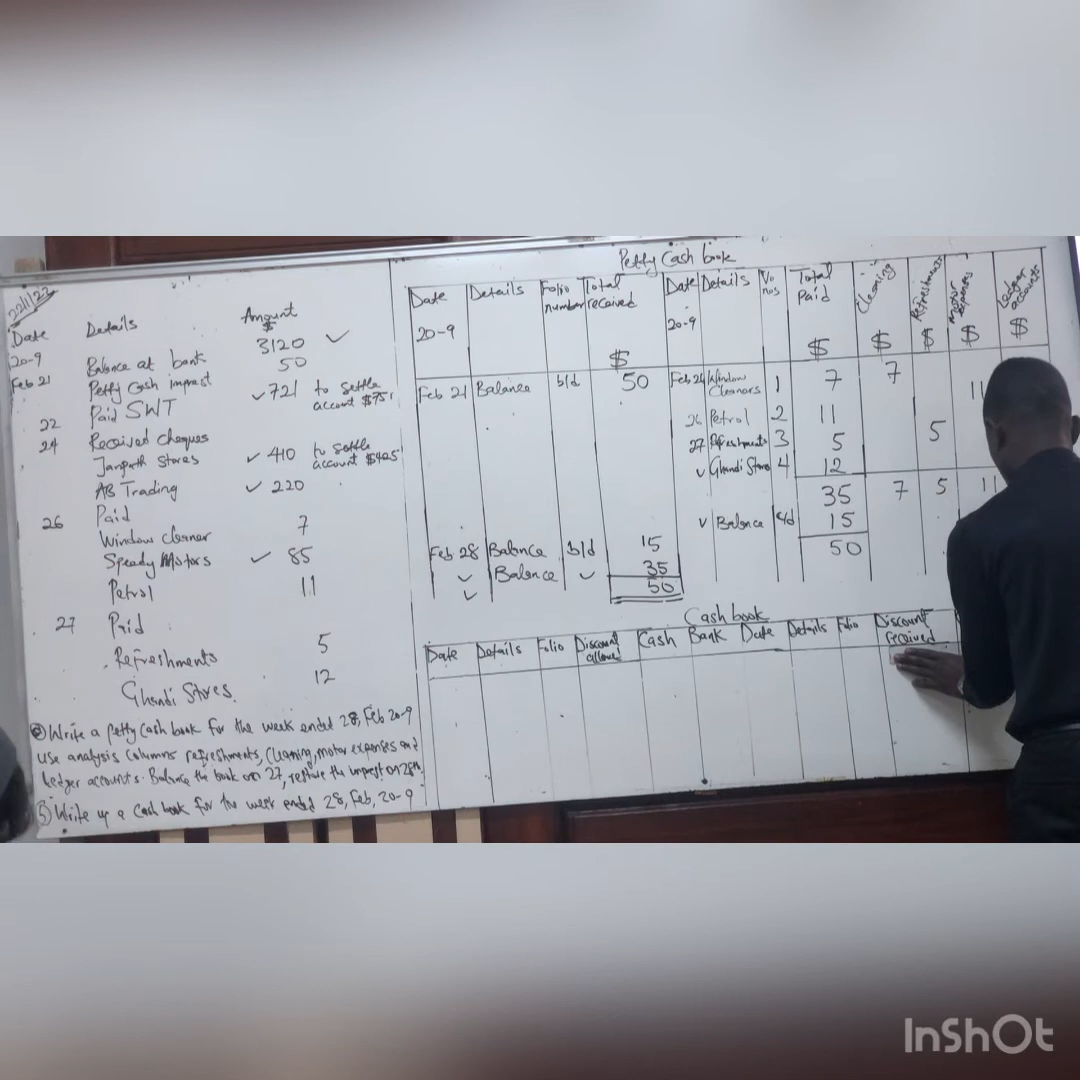 22/11/22
Date Details Amount
$
20-9
Feb 21 Balance at bank 3120
Petty Cash imprest 50
22 Paid SWT 721 to settle
account $
24 Received cheques
stores 410 to settle
account $
AB Trading 220
26 Paid
Window cleaner 7
Speedy Motors 85
Petrol 11
27 Paid
Refreshments 5
Ghandi Stores 12
a) Write a petty cash book for the week ended 28, Feb 20-9
use analysis columns refreshments, cleaning, motor expenses and
ledger accounts. Balance the book on 27, restore the imprest on 28th.
b) Write up a cash book for the week ended 28, Feb, 20-9
Petty Cash book
Date Details Folio number Total received Date Details Vo nos Total paid Cleaning Refreshments motor expenses Ledger accounts
20-9 20-9
$ $ $ $ $ $
Feb 21 Balance b/d 50 Window Cleaners 1 7 7
26 Petrol 2 11 11
27 Refreshments 3 5 5
Ghandi Stores 4 12
35 7 5 11
Balance 15
Feb 28 Balance b/d 15 50
Balance 35
50
Cash book
Date Details Folio Discount allowed Cash Bank Date Details Folio Discount received
InShOt